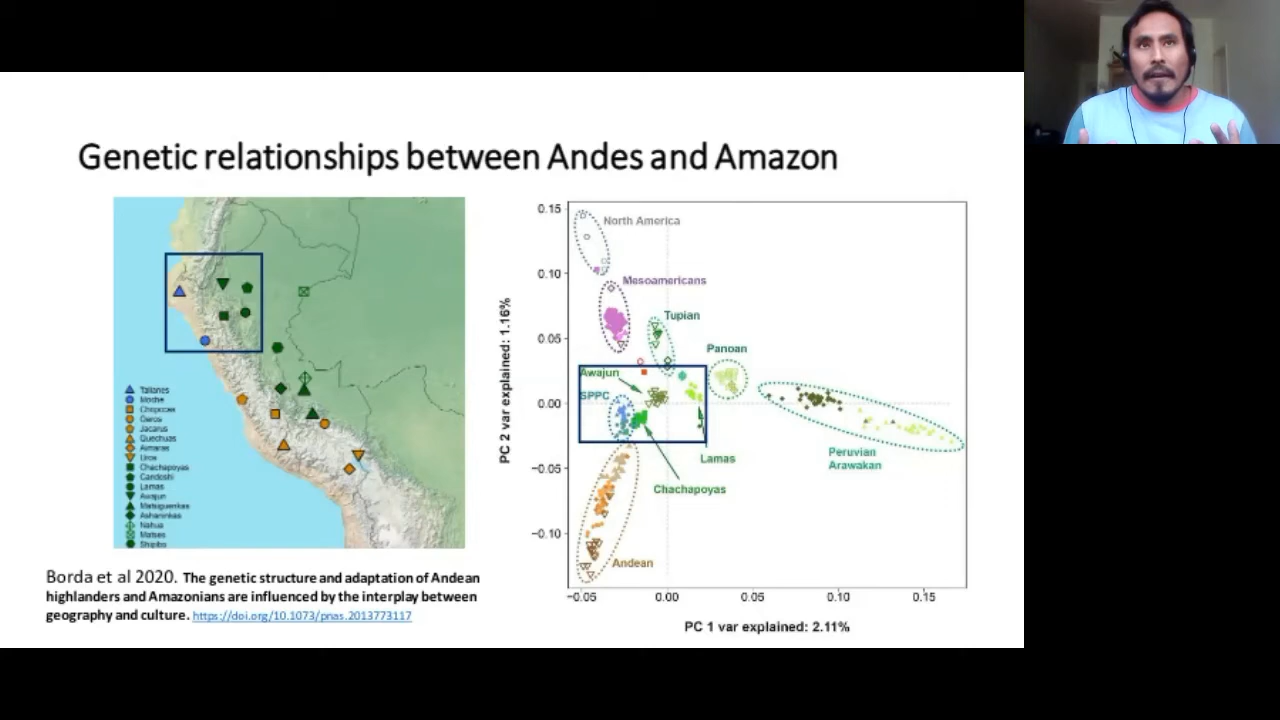 Genetic relationships between Andes and Amazon
Tallanes
Moche
Chopccas
Qeros
Jacarus
Quechuas
Aimaras
Uros
Chachapoyas
Candoshi
Lamas
Awajun
Matsiguenkas
Ashaninkas
Nahua
Matses
Shipibo
0.15
0.10
0.05
0.00
−0.05
−0.10
PC 2 var explained: 1.16%
North America
Mesoamericans
Tupian
Panoan
Awajun
SPPC
Lamas
Chachapoyas
Peruvian
Arawakan
Andean
−0.05
0.00
0.05
0.10
0.15
PC 1 var explained: 2.11%
Borda et al 2020. The genetic structure and adaptation of Andean
highlanders and Amazonians are influenced by the interplay between
geography and culture. https://doi.org/10.1073/pnas.2013773117